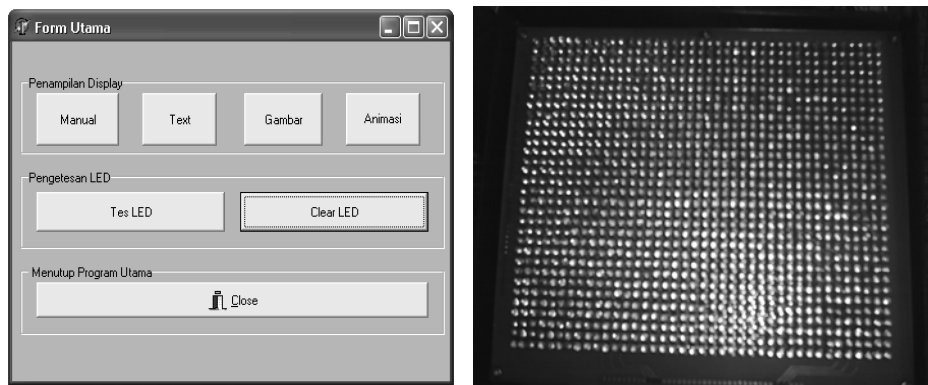 Form Utama
Penampilan Display
Manual Text Gambar Animasi
Pengetesan LED
Tes LED Clear LED
Menutup Program Utama
Close